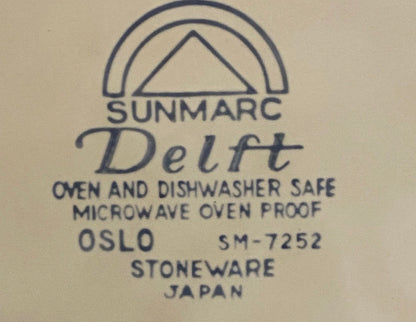 SUNMARC
Delft
OVEN AND DISHWASHER SAFE
MICROWAVE OVEN PROOF
OSLO SM-7252
STONEWARE
JAPAN